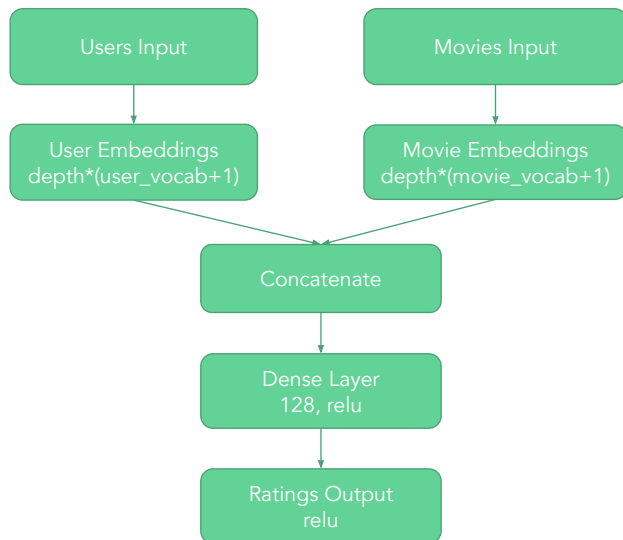 Users Input
Movies Input
User Embeddings
depth*(user_vocab+1)
Movie Embeddings
depth*(movie_vocab+1)
Concatenate
Dense Layer
128, relu
Ratings Output
relu